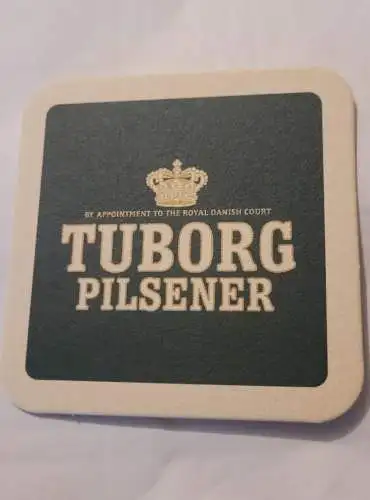 BY APPOINTMENT TO THE ROYAL DANISH COURT
TUBORG
PILSENER